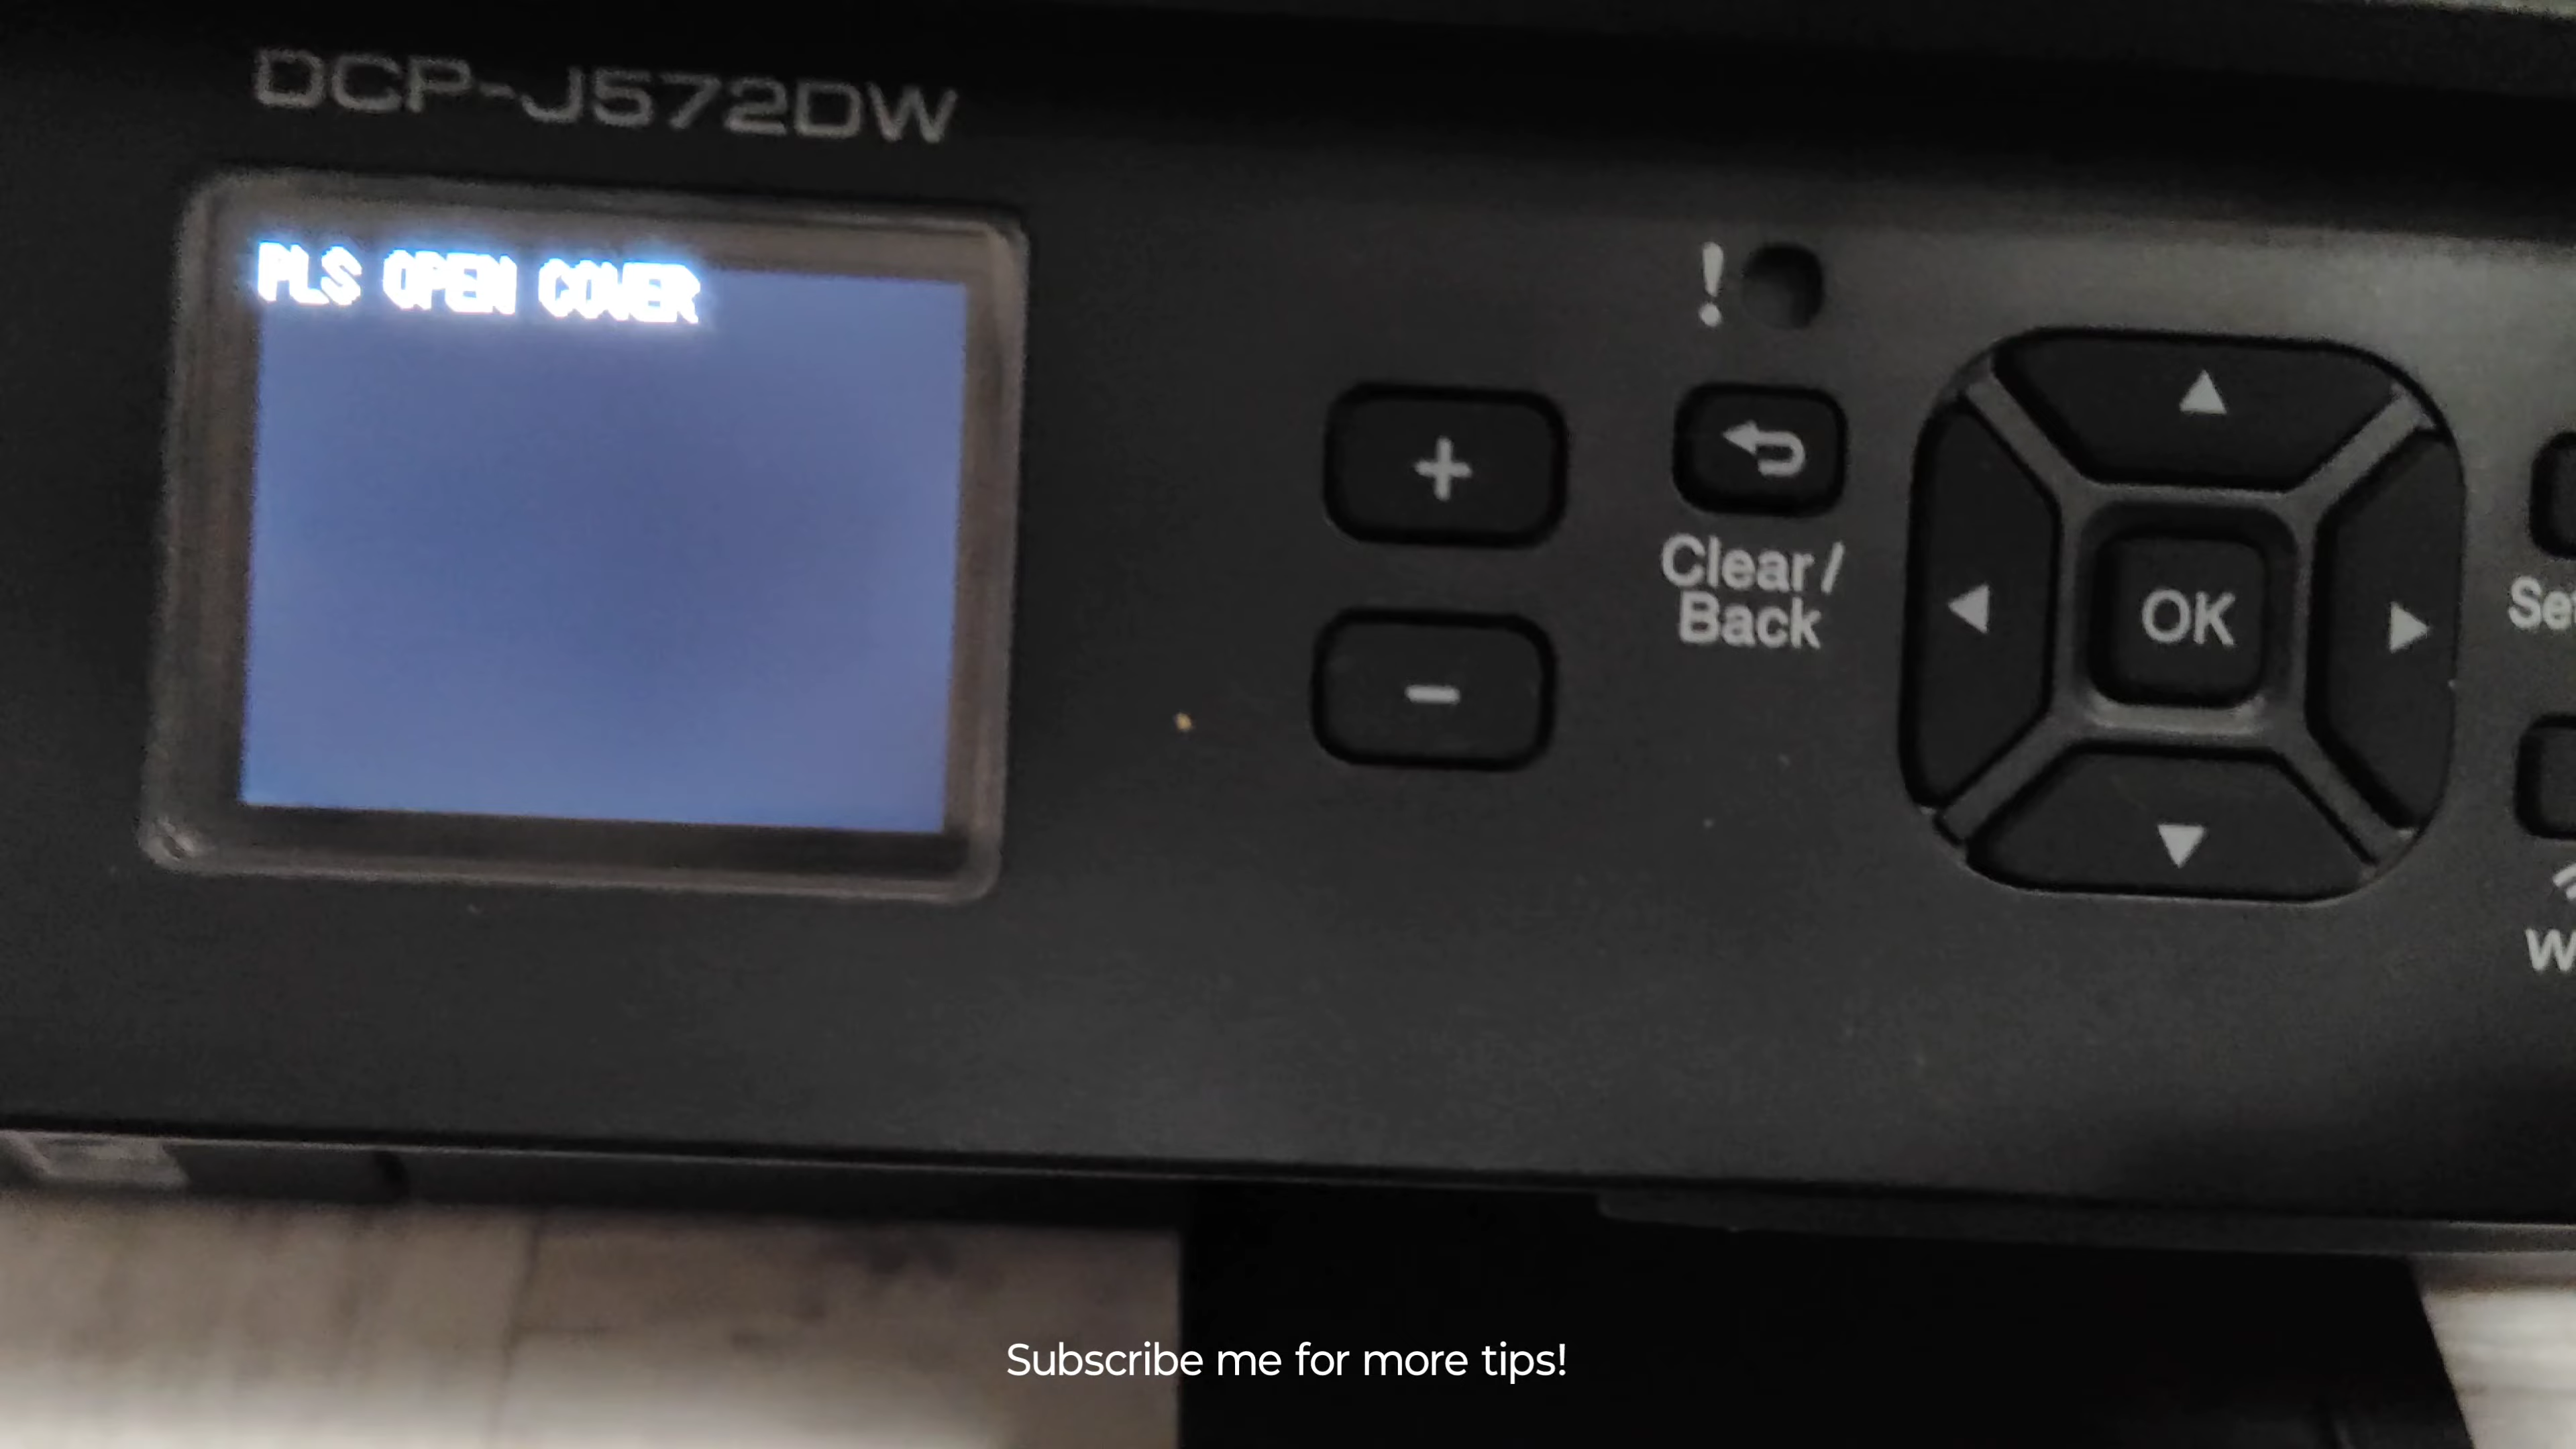 DCP-J572DW
PLS OPEN COVER
!
+
Clear/
Back
-
OK
Subscribe me for more tips!